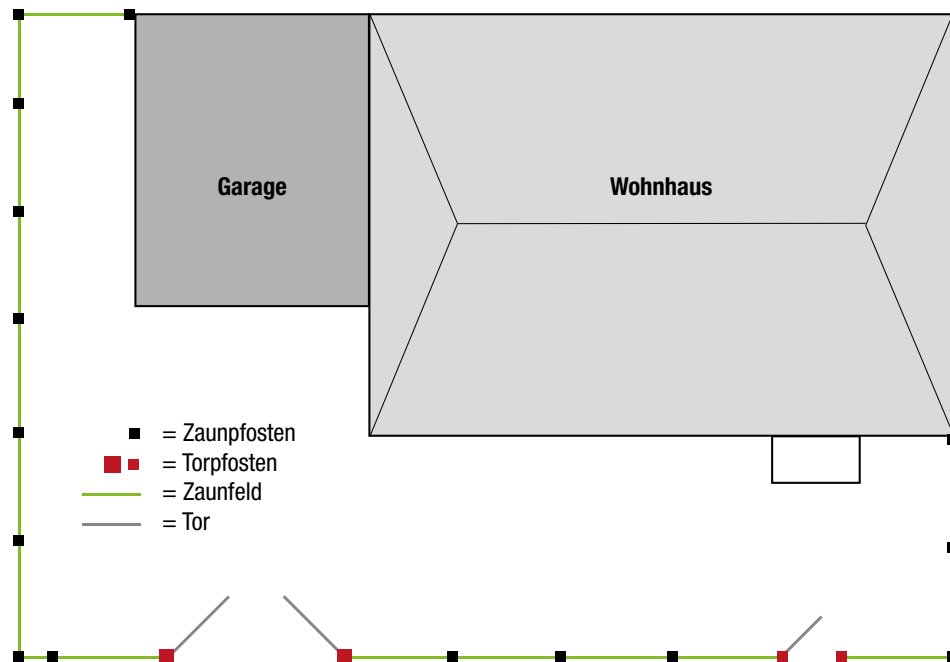 Garage
Wohnhaus
= Zaunpfosten
= Torpfosten
= Zaunfeld
= Tor